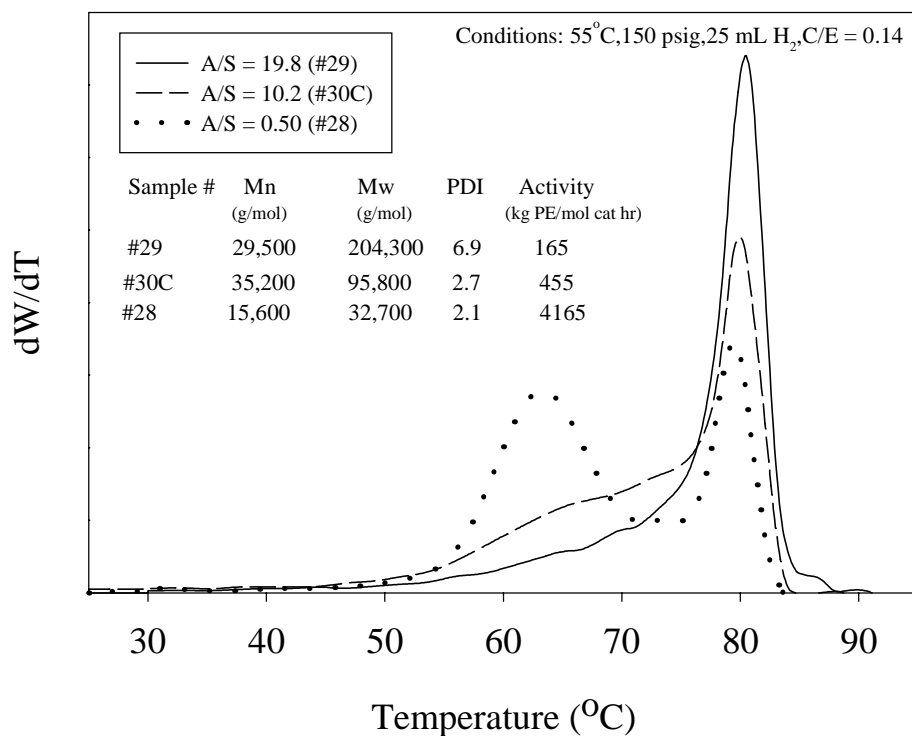 Conditions: 55°C,150 psig,25 mL H₂,C/E = 0.14
A/S = 19.8 (#29)
A/S = 10.2 (#30C)
A/S = 0.50 (#28)
Sample # Mn Mw PDI Activity
(g/mol) (g/mol) (kg PE/mol cat hr)
#29 29,500 204,300 6.9 165
#30C 35,200 95,800 2.7 455
#28 15,600 32,700 2.1 4165
dW/dT
30 40 50 60 70 80 90
Temperature (°C)